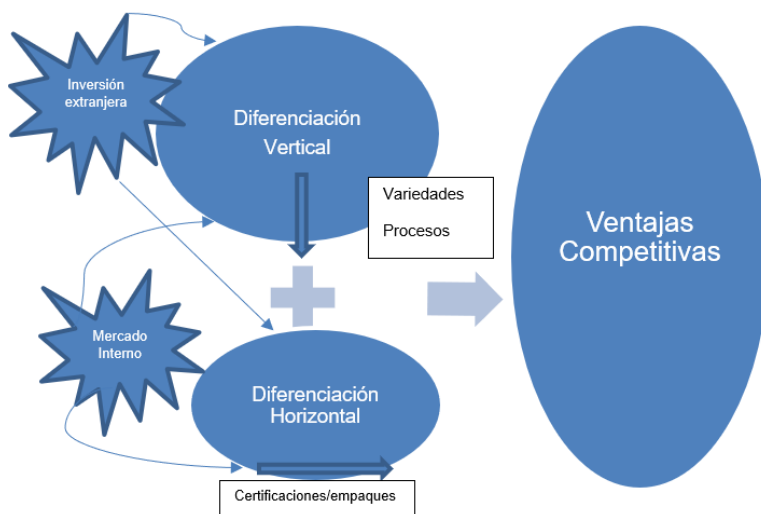 Inversión
extranjera
Diferenciación
Vertical
Variedades
Procesos
Ventajas
Competitivas
Mercado
Interno
Diferenciación
Horizontal
Certificaciones/empaques